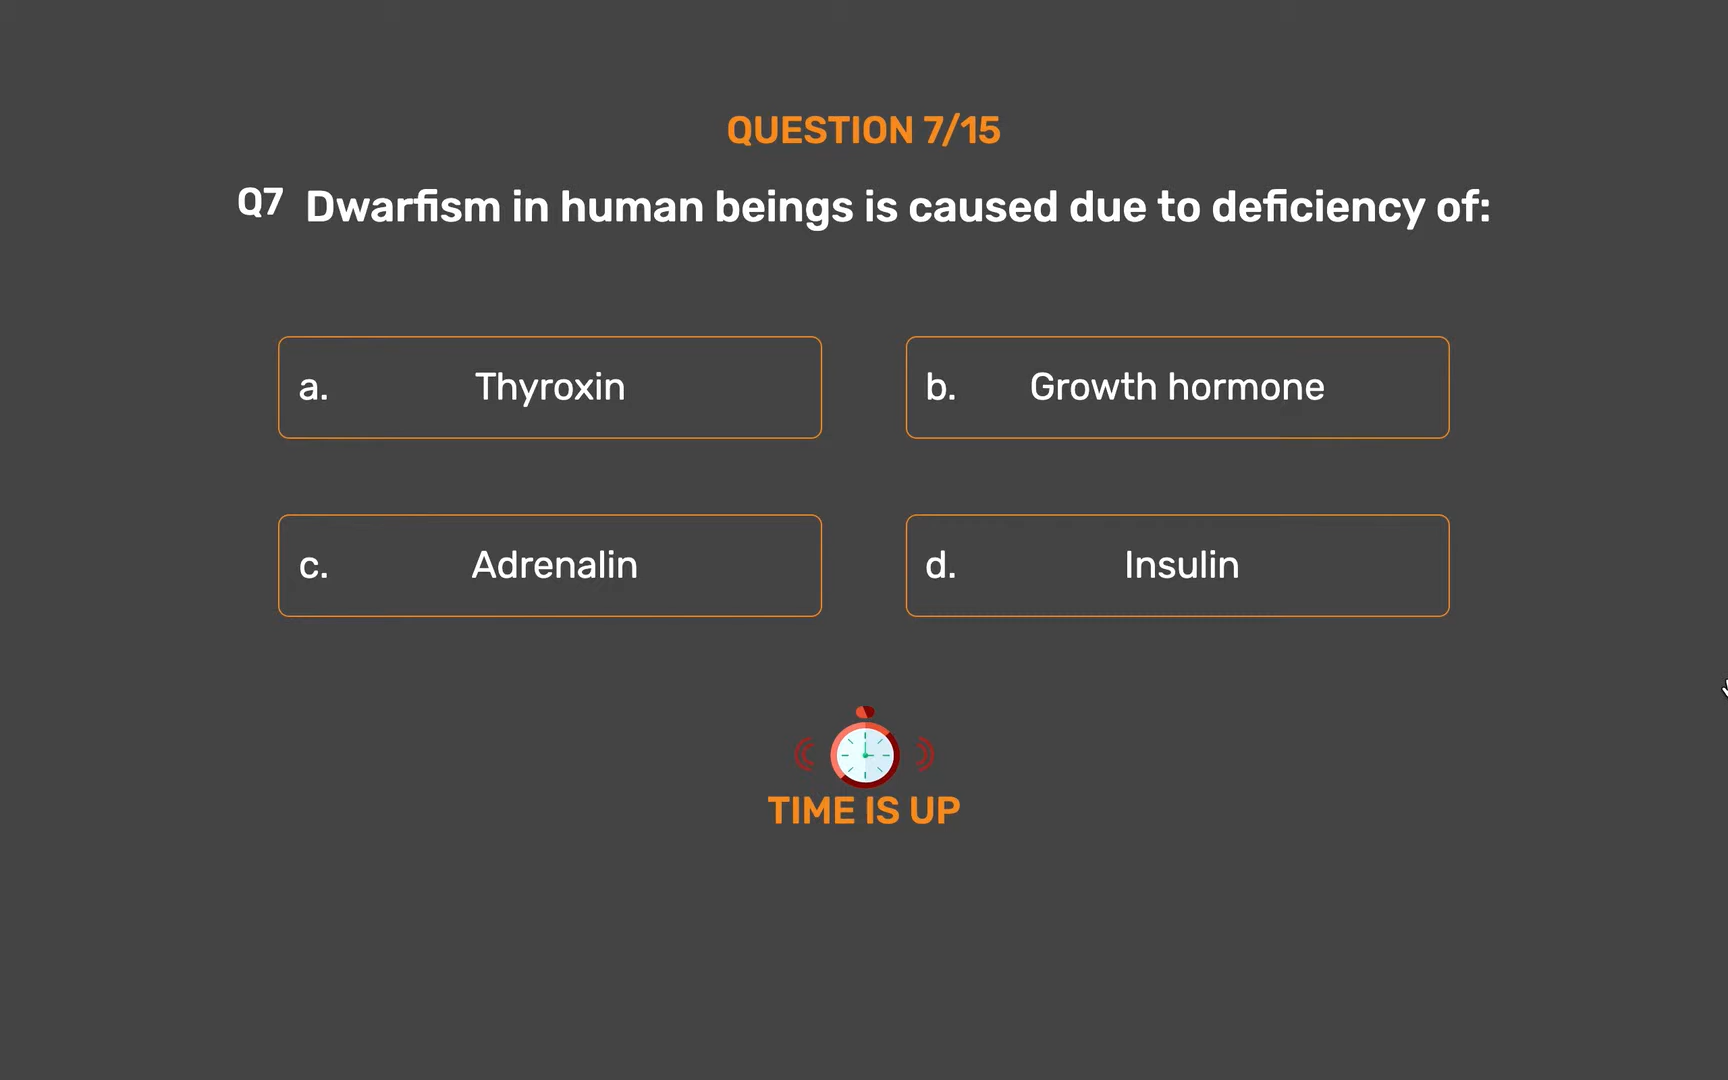 QUESTION 7/15
Q7 Dwarfism in human beings is caused due to deficiency of:
a. Thyroxin
b. Growth hormone
c. Adrenalin
d. Insulin
TIME IS UP